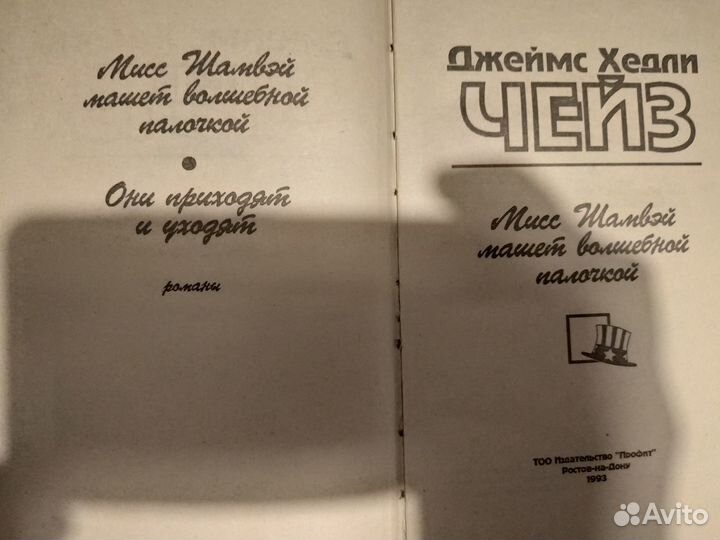 Мисс Шамвэй
машет волшебной
палочкой
Они приходят
и уходят
романы
Джеймс Хедли
ЧЕЙЗ
Мисс Шамвэй
машет волшебной
палочкой
ТОО Издательство "Профит"
Ростов-на-Дону
1993
Avito